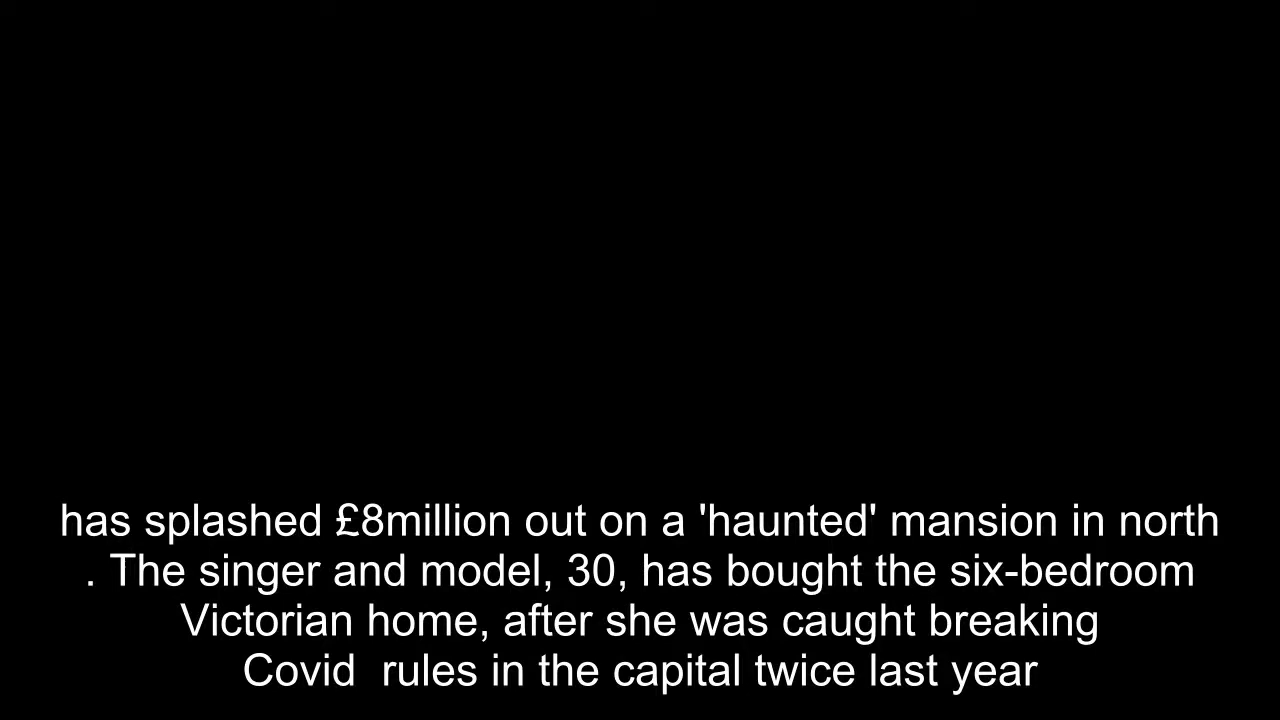 has splashed £8million out on a 'haunted' mansion in north
. The singer and model, 30, has bought the six-bedroom
Victorian home, after she was caught breaking
Covid  rules in the capital twice last year